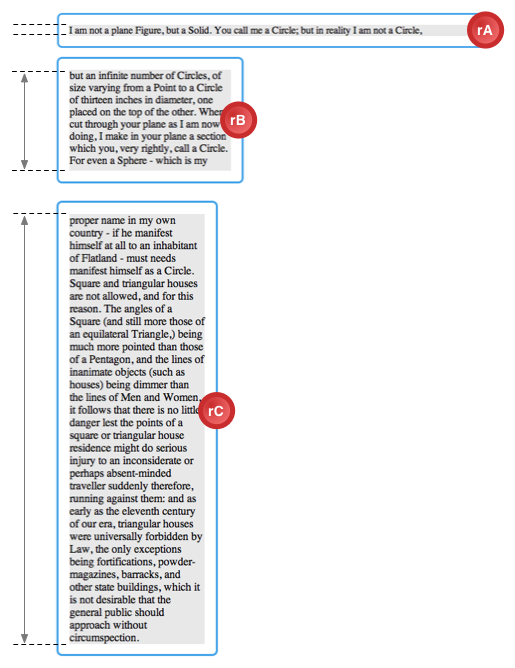 I am not a plane Figure, but a Solid. You call me a Circle; but in reality I am not a Circle,
rA
but an infinite number of Circles, of
size varying from a Point to a Circle
of thirteen inches in diameter, one
placed on the top of the other. When
cut through your plane as I am now
rB
doing, I make in your plane a section
which you, very rightly, call a Circle.
For even a Sphere - which is my
proper name in my own
country - if he manifest
himself at all to an inhabitant
of Flatland - must needs
manifest himself as a Circle.
Square and triangular houses
are not allowed, and for this
reason. The angles of a
Square (and still more those of
an equilateral Triangle,) being
much more pointed than those
of a Pentagon, and the lines of
inanimate objects (such as
houses) being dimmer than
the lines of Men and Women,
it follows that there is no little
rC
danger lest the points of a
square or triangular house
residence might do serious
injury to an inconsiderate or
perhaps absent-minded
traveller suddenly therefore,
running against them: and as
early as the eleventh century
of our era, triangular houses
were universally forbidden by
Law, the only exceptions
being fortifications, powder-
magazines, barracks, and
other state buildings, which it
is not desirable that the
general public should
approach without
circumspection.